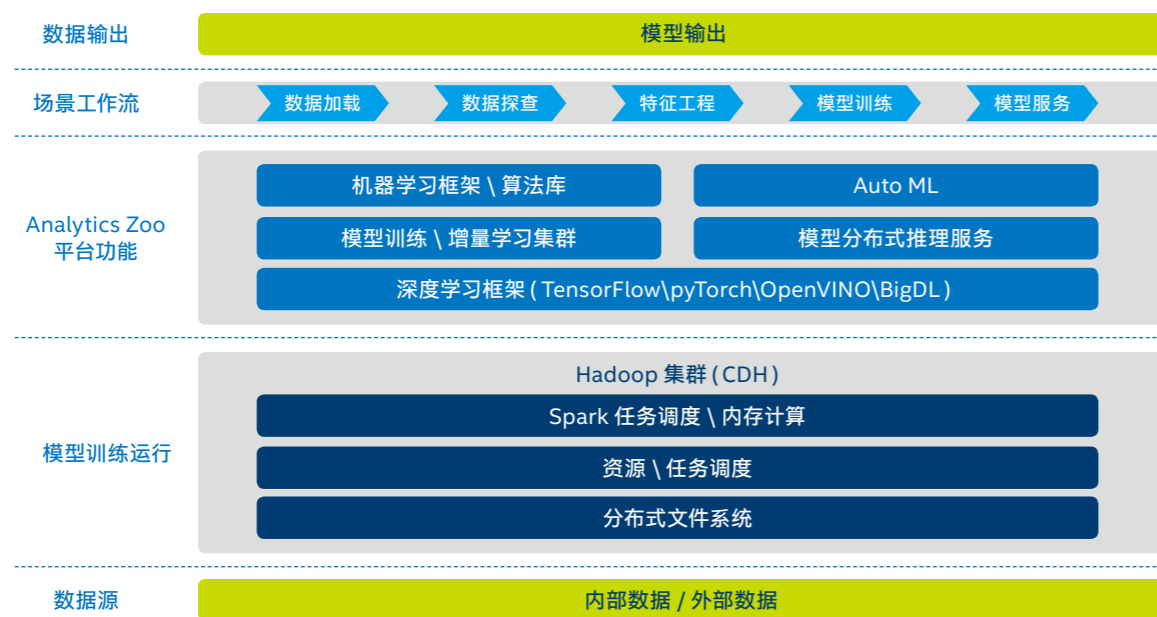 数据输出
模型输出
场景工作流
数据加载
数据探查
特征工程
模型训练
模型服务
Analytics Zoo
平台功能
机器学习框架 \ 算法库
Auto ML
模型训练 \ 增量学习集群
模型分布式推理服务
深度学习框架 ( TensorFlow\pyTorch\OpenVINO\BigDL )
模型训练运行
Hadoop 集群 ( CDH )
Spark 任务调度 \ 内存计算
资源 \ 任务调度
分布式文件系统
数据源
内部数据 / 外部数据